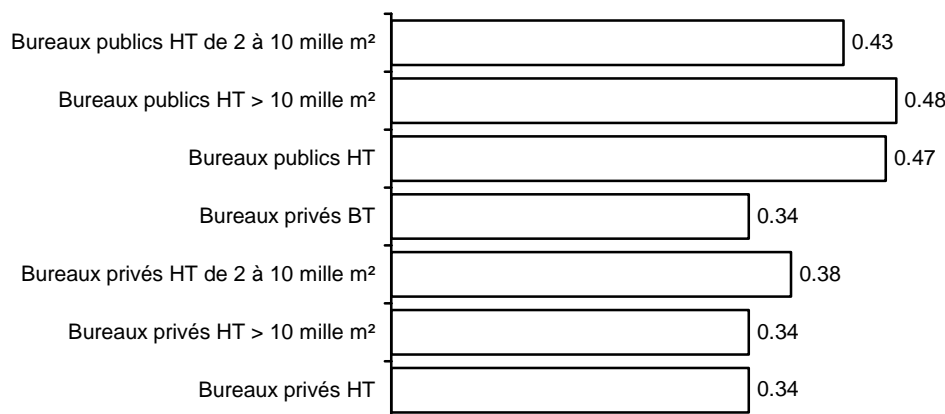 Bureaux publics HT de 2 à 10 mille m² 0.43
Bureaux publics HT > 10 mille m² 0.48
Bureaux publics HT 0.47
Bureaux privés BT 0.34
Bureaux privés HT de 2 à 10 mille m² 0.38
Bureaux privés HT > 10 mille m² 0.34
Bureaux privés HT 0.34